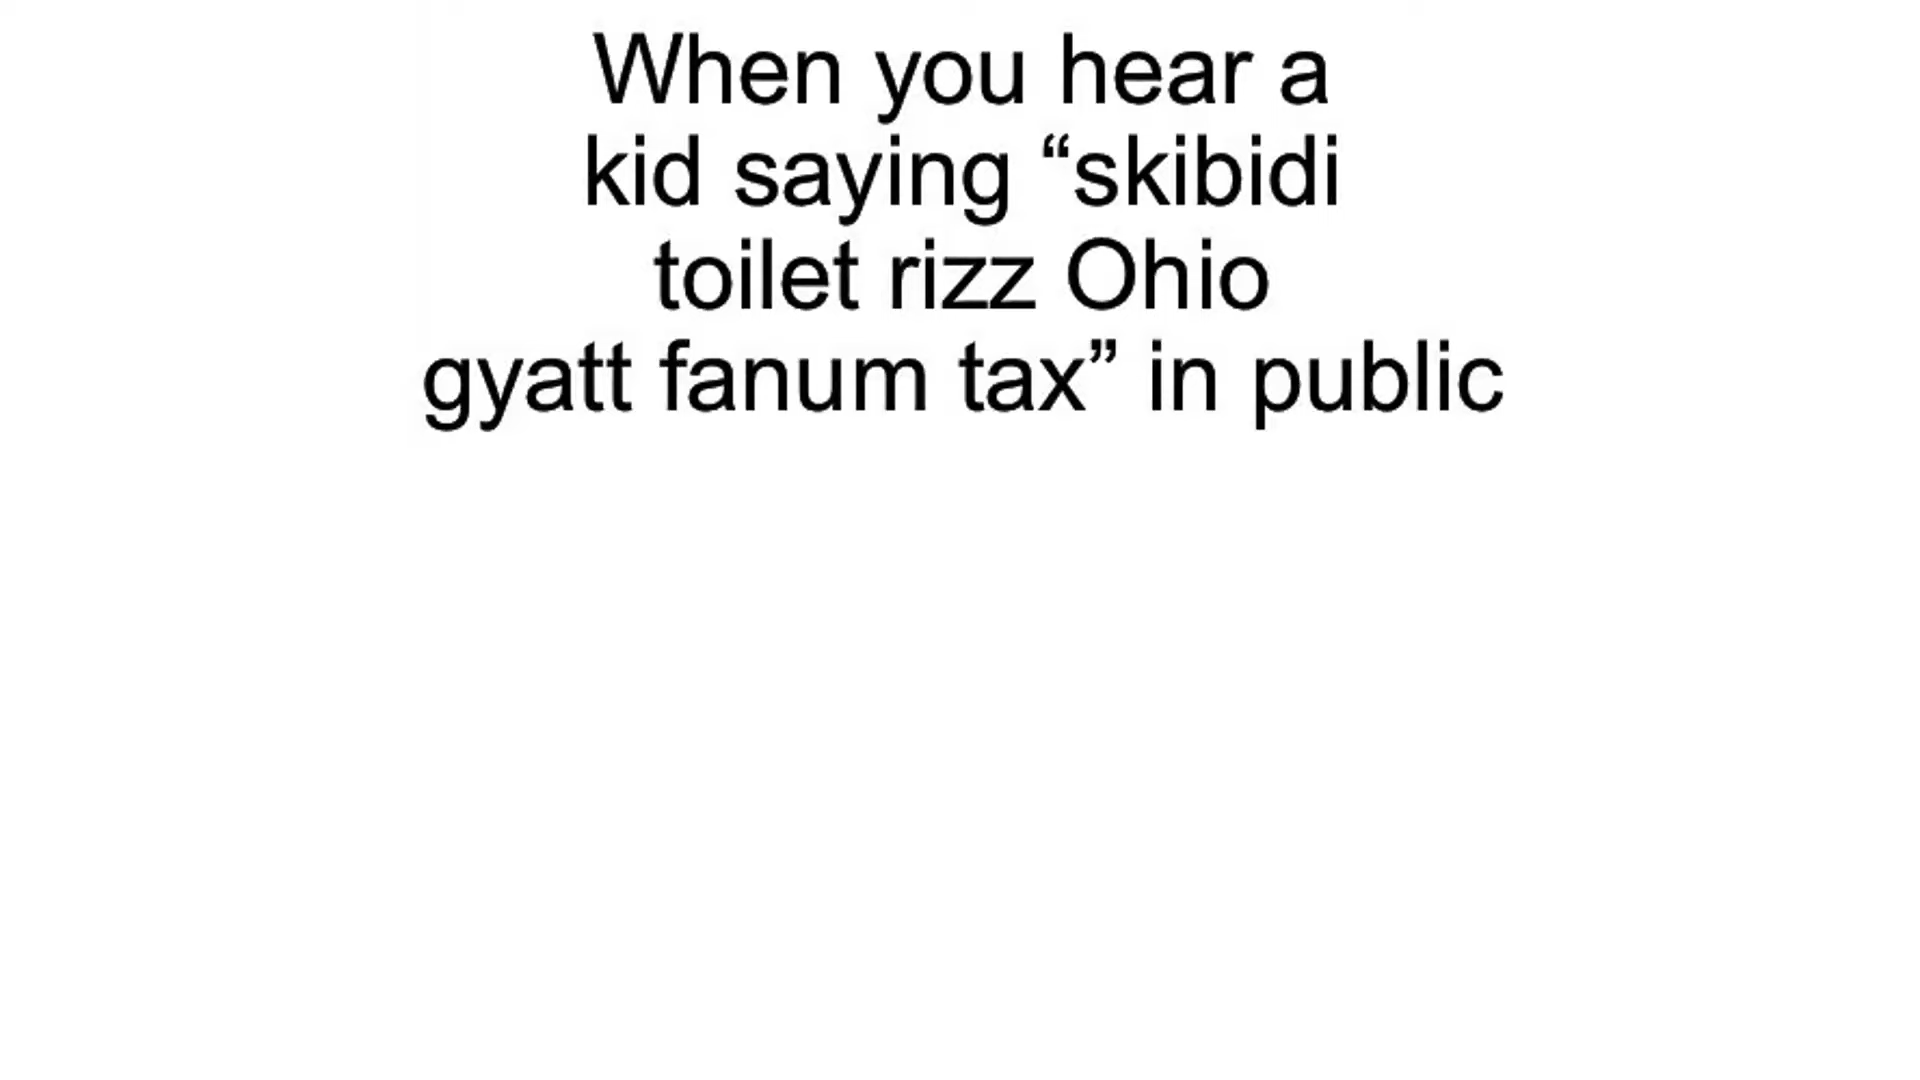 When you hear a
kid saying “skibidi
toilet rizz Ohio
gyatt fanum tax” in public